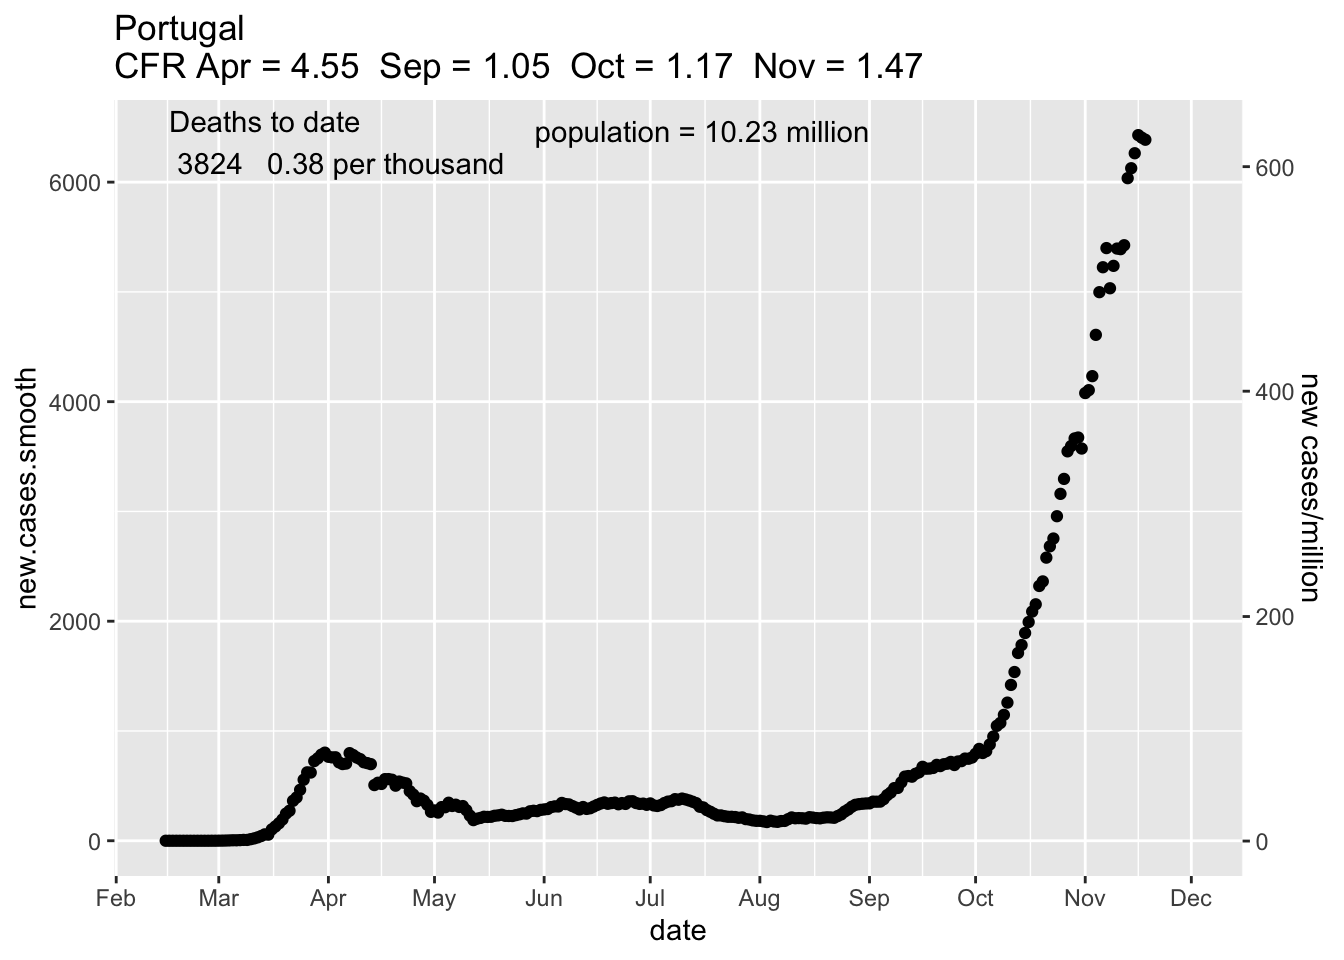 Portugal
CFR Apr = 4.55  Sep = 1.05  Oct = 1.17  Nov = 1.47
Deaths to date
3824   0.38 per thousand
population = 10.23 million
new.cases.smooth
6000
4000
2000
0
600
400
200
0
new cases/million
Feb Mar Apr May Jun Jul Aug Sep Oct Nov Dec
date